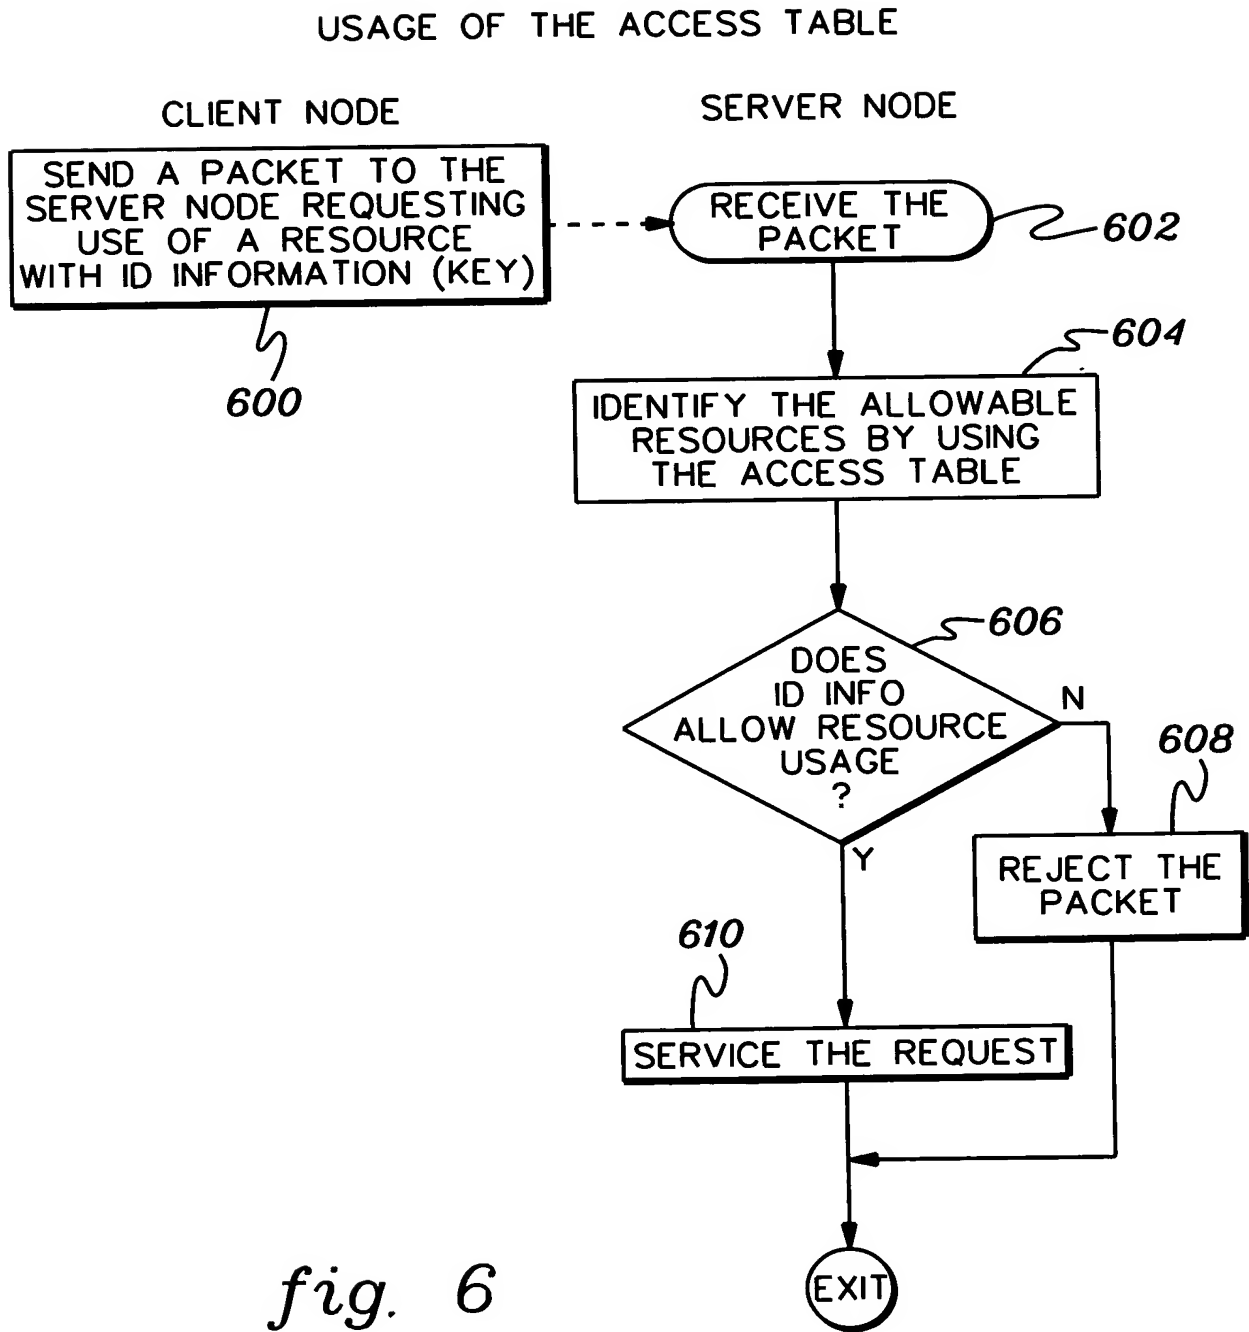 USAGE OF THE ACCESS TABLE
CLIENT NODE
SERVER NODE
SEND A PACKET TO THE
SERVER NODE REQUESTING
USE OF A RESOURCE
WITH ID INFORMATION (KEY)
600
RECEIVE THE
PACKET
602
604
IDENTIFY THE ALLOWABLE
RESOURCES BY USING
THE ACCESS TABLE
606
DOES
ID INFO
ALLOW RESOURCE
USAGE
?
N
Y
608
REJECT THE
PACKET
610
SERVICE THE REQUEST
EXIT
fig. 6